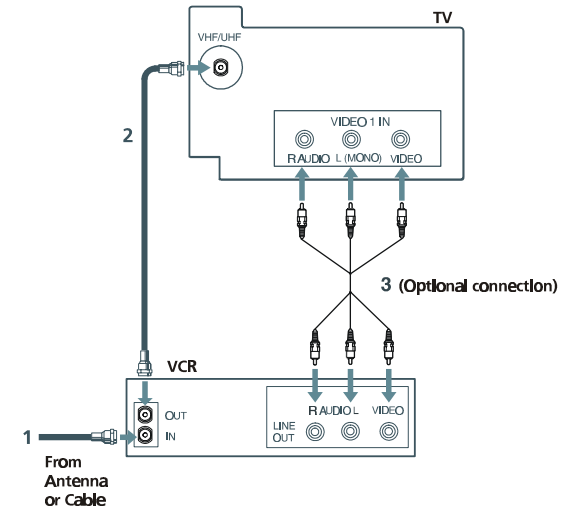 TV
VHF/UHF
VIDEO 1 IN
R AUDIO L (MONO) VIDEO
2
3 (Optional connection)
VCR
R AUDIO L VIDEO
OUT
LINE OUT
IN
1
From
Antenna
or Cable